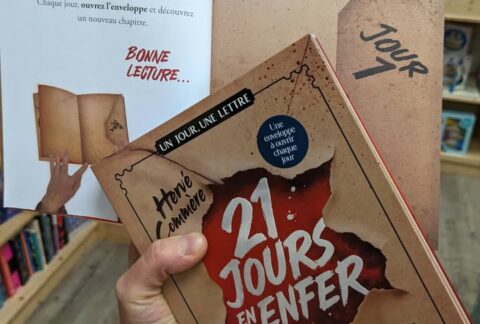 Chaque jour, ouvrez l'enveloppe et découvrez
un nouveau chapitre.
BONNE
LECTURE...
JOUR
1
UN JOUR, UNE LETTRE
Une
enveloppe
à ouvrir
chaque
jour
Hervé
Commère
21
JOURS
EN
ENFER